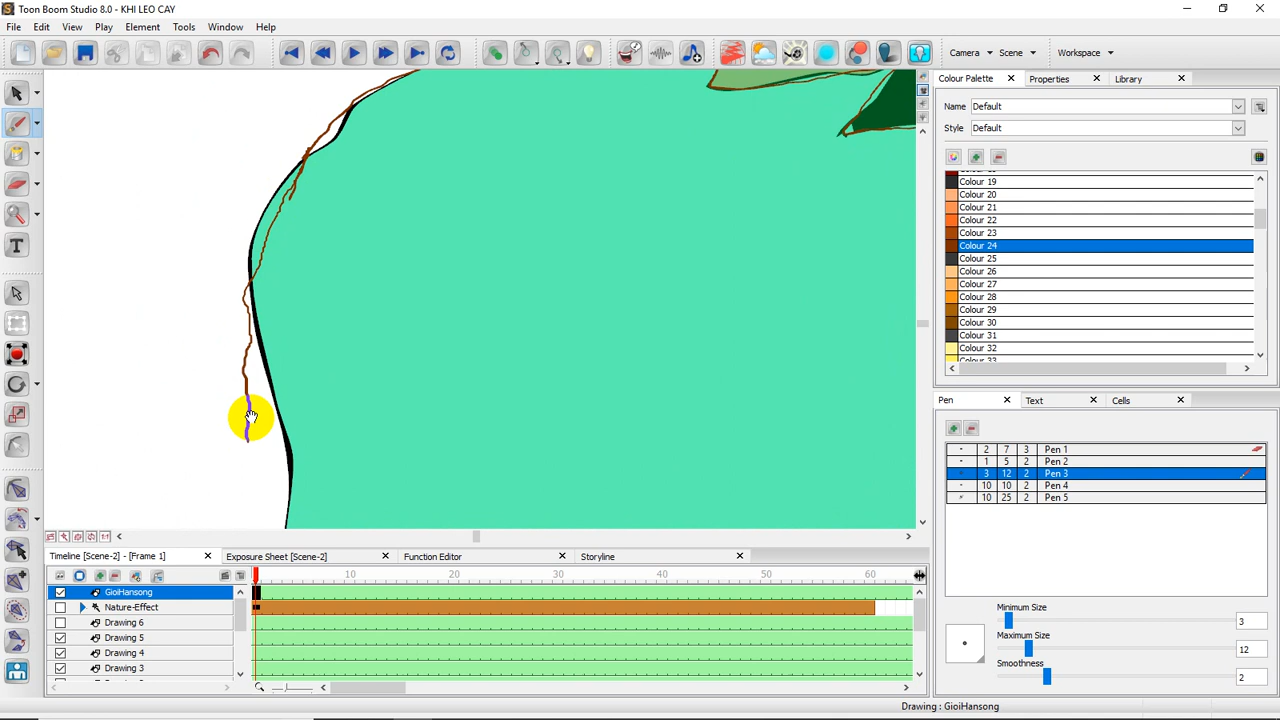 Toon Boom Studio 8.0 - KHI LEO CAY
File Edit View Play Element Tools Window Help
Camera Scene Workspace
Colour Palette Properties Library
Name Default
Style Default
Colour 19
Colour 20
Colour 21
Colour 22
Colour 23
Colour 24
Colour 25
Colour 26
Colour 27
Colour 28
Colour 29
Colour 30
Colour 31
Colour 32
Colour 33
Pen Text Cells
2 7 3 Pen 1
1 5 2 Pen 2
3 12 2 Pen 3
10 10 2 Pen 4
10 25 2 Pen 5
Minimum Size
3
Maximum Size
12
Smoothness
2
Timeline [Scene-2] - [Frame 1] Exposure Sheet [Scene-2] Function Editor Storyline
10 20 30 40 50 60
GioiHansong
Nature-Effect
Drawing 6
Drawing 5
Drawing 4
Drawing 3
Drawing : GioiHansong